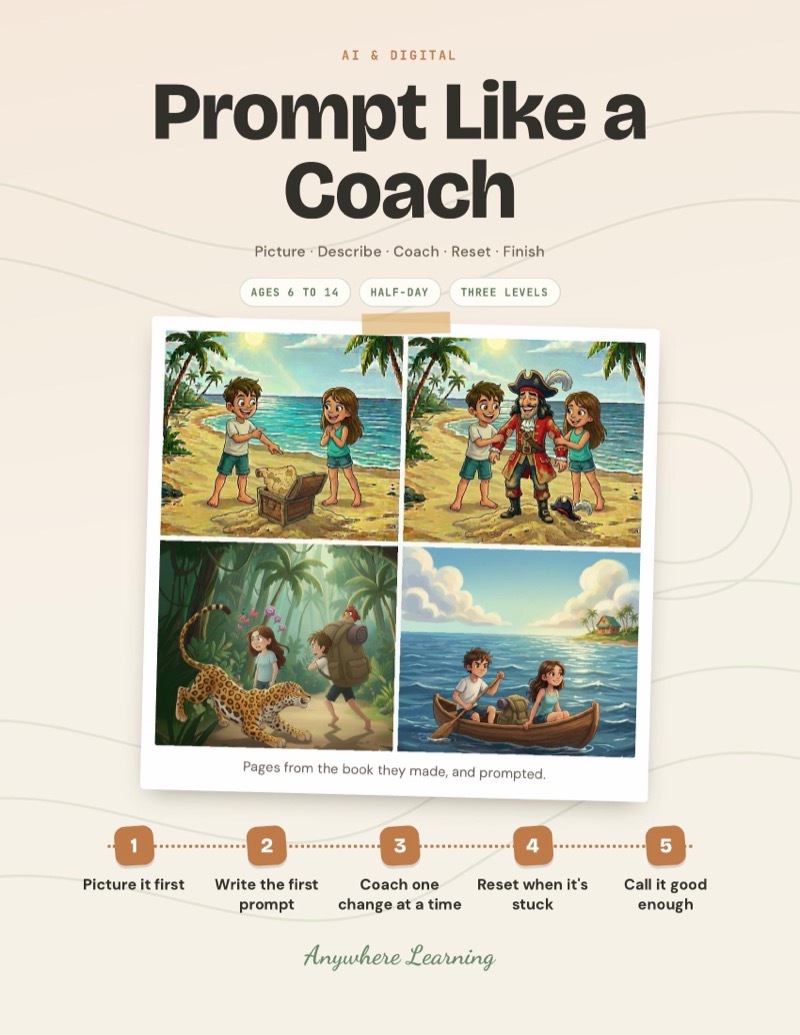 AI & DIGITAL
Prompt Like a
Coach
Picture · Describe · Coach · Reset · Finish
AGES 6 TO 14
HALF-DAY
THREE LEVELS
Pages from the book they made, and prompted.
1
2
3
4
5
Picture it first
Write the first
prompt
Coach one
change at a time
Reset when it's
stuck
Call it good
enough
Anywhere Learning